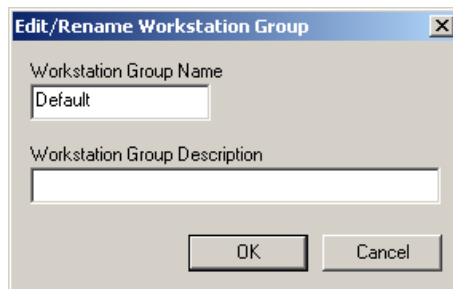 Edit/Rename Workstation Group
Workstation Group Name
Default
Workstation Group Description
OK
Cancel